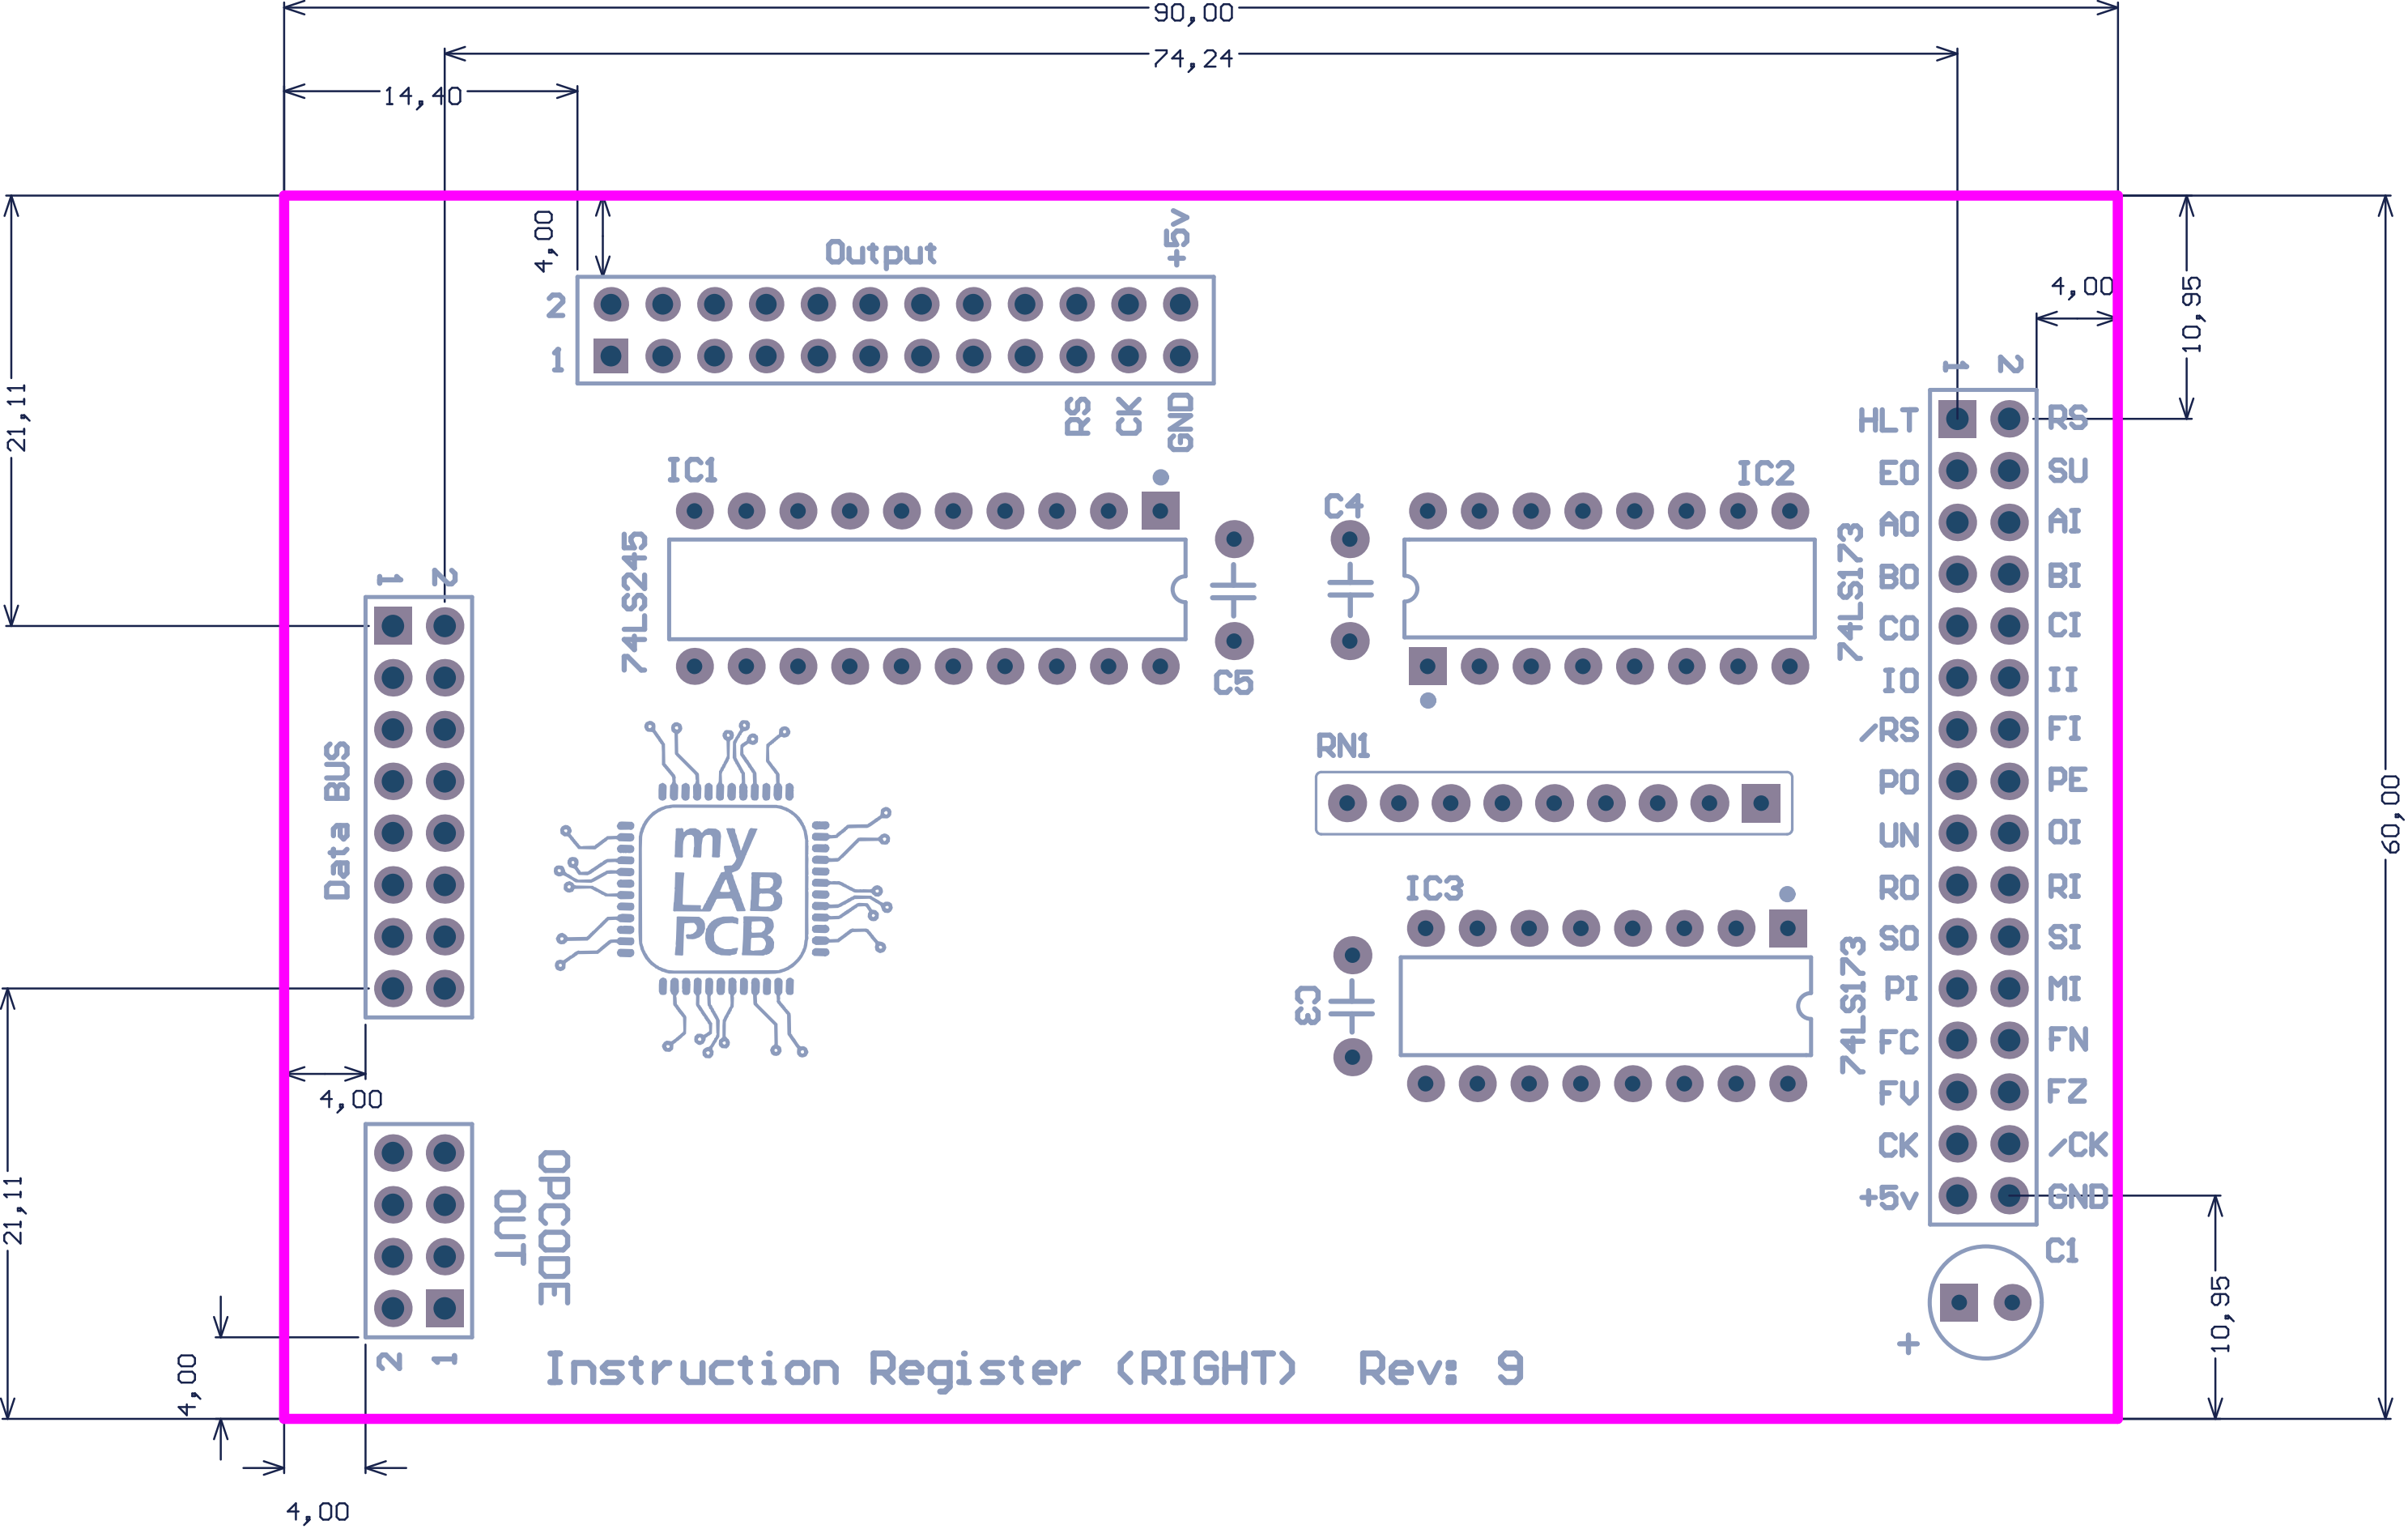 90,00
74,24
14,40
4,00
Output
+5v
2
1
RS
CK
GND
21,11
4,00
10,95
1
2
HLT
RS
EO
SU
AO
AI
BO
BI
CO
CI
IO
II
/RS
FI
PO
PE
UN
OI
RO
RI
SO
SI
PI
MI
FC
FN
FV
FZ
CK
/CK
+5v
GND
IC1
74LS245
C5
C4
IC2
74LS173
RN1
1
2
Data BUS
my
LAB
PCB
IC3
74LS173
C3
60,00
4,00
21,11
OPCODE
OUT
2
1
4,00
4,00
C1
+
10,95
Instruction Register (RIGHT) Rev: 9